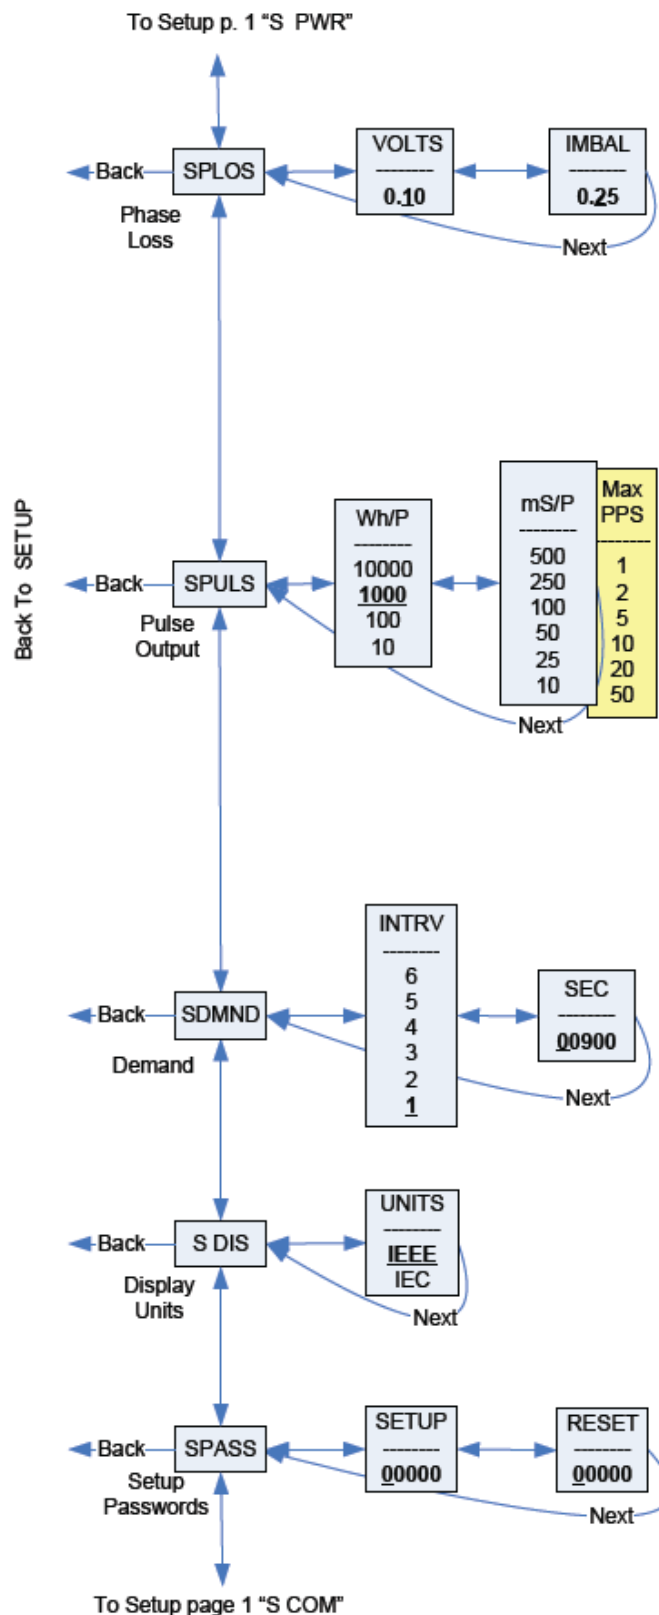 To Setup p. 1 “S PWR”
VOLTS
--------
0.10
IMBAL
--------
0.25
Back
SPLOS
Phase
Loss
Next
Back To SETUP
Wh/P
--------
10000
1000
100
10
mS/P
--------
500
250
100
50
25
10
Max
PPS
--------
1
2
5
10
20
50
Back
SPULS
Pulse
Output
Next
INTRV
--------
6
5
4
3
2
1
SEC
--------
00900
Back
SDMND
Demand
Next
UNITS
--------
IEEE
IEC
Back
S DIS
Display
Units
Next
SETUP
--------
00000
RESET
--------
00000
Back
SPASS
Setup
Passwords
Next
To Setup page 1 “S COM”